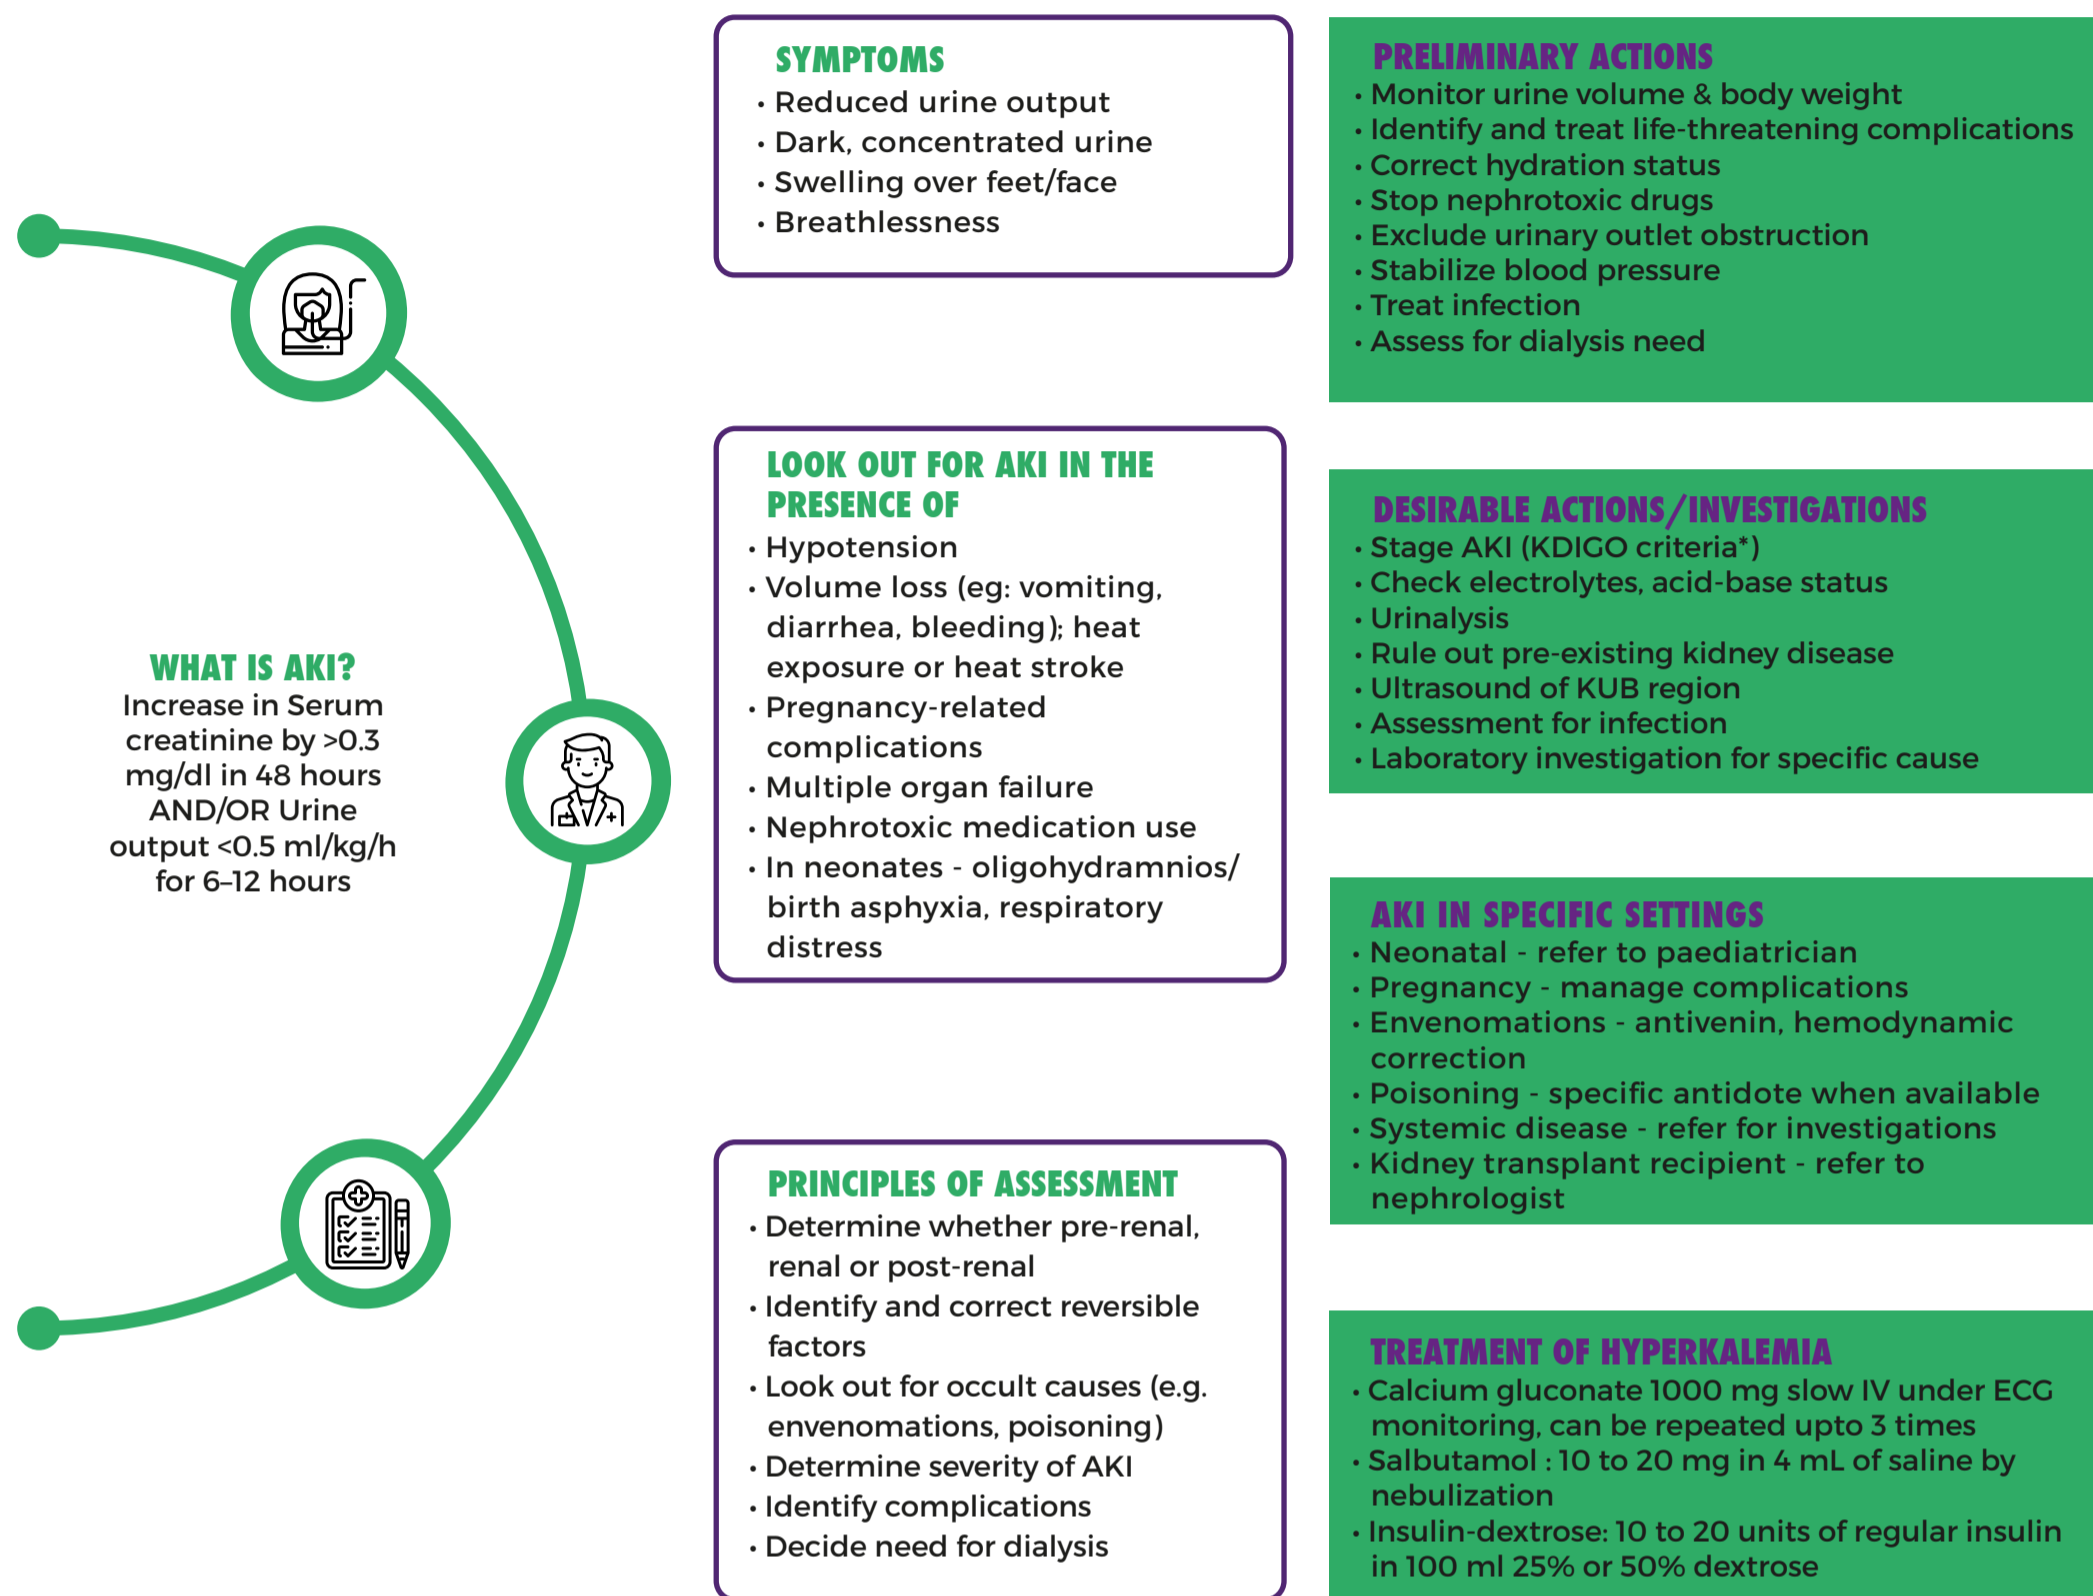 WHAT IS AKI?
Increase in Serum
creatinine by >0.3
mg/dl in 48 hours
AND/OR Urine
output <0.5 ml/kg/h
for 6–12 hours
SYMPTOMS
• Reduced urine output
• Dark, concentrated urine
• Swelling over feet/face
• Breathlessness
LOOK OUT FOR AKI IN THE
PRESENCE OF
• Hypotension
• Volume loss (eg: vomiting,
diarrhea, bleeding); heat
exposure or heat stroke
• Pregnancy-related
complications
• Multiple organ failure
• Nephrotoxic medication use
• In neonates - oligohydramnios/
birth asphyxia, respiratory
distress
PRINCIPLES OF ASSESSMENT
• Determine whether pre-renal,
renal or post-renal
• Identify and correct reversible
factors
• Look out for occult causes (e.g.
envenomations, poisoning)
• Determine severity of AKI
• Identify complications
• Decide need for dialysis
PRELIMINARY ACTIONS
• Monitor urine volume & body weight
• Identify and treat life-threatening complications
• Correct hydration status
• Stop nephrotoxic drugs
• Exclude urinary outlet obstruction
• Stabilize blood pressure
• Treat infection
• Assess for dialysis need
DESIRABLE ACTIONS/INVESTIGATIONS
• Stage AKI (KDIGO criteria*)
• Check electrolytes, acid-base status
• Urinalysis
• Rule out pre-existing kidney disease
• Ultrasound of KUB region
• Assessment for infection
• Laboratory investigation for specific cause
AKI IN SPECIFIC SETTINGS
• Neonatal - refer to paediatrician
• Pregnancy - manage complications
• Envenomations - antivenin, hemodynamic
correction
• Poisoning - specific antidote when available
• Systemic disease - refer for investigations
• Kidney transplant recipient - refer to
nephrologist
TREATMENT OF HYPERKALEMIA
• Calcium gluconate 1000 mg slow IV under ECG
monitoring, can be repeated upto 3 times
• Salbutamol : 10 to 20 mg in 4 mL of saline by
nebulization
• Insulin-dextrose: 10 to 20 units of regular insulin
in 100 ml 25% or 50% dextrose